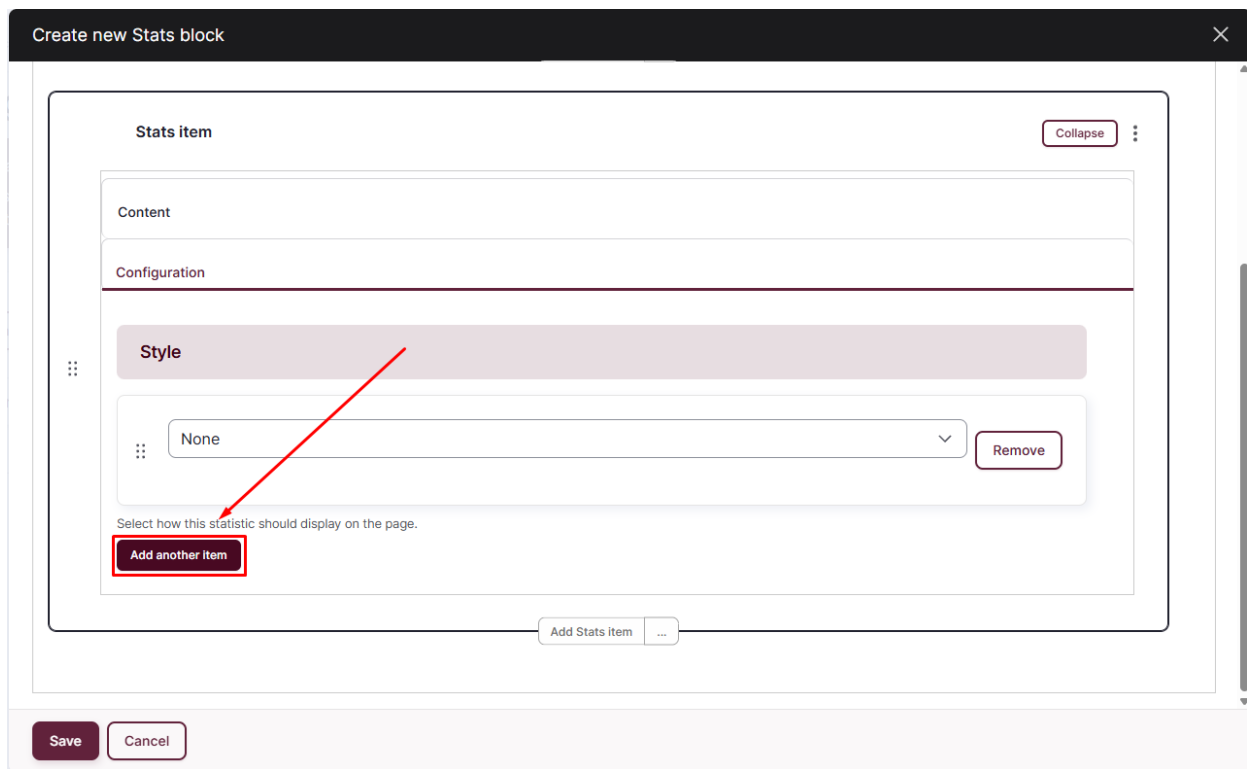 Create new Stats block
Stats item
Collapse
Content
Configuration
Style
None
Remove
Select how this statistic should display on the page.
Add another item
Add Stats item
...
Save
Cancel